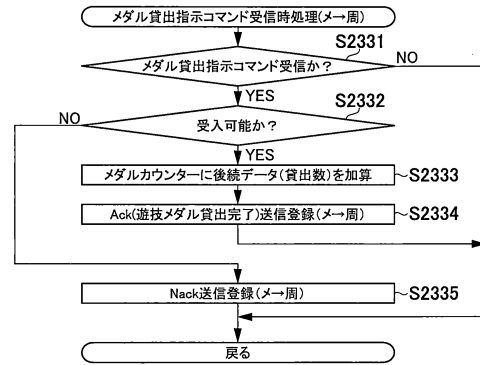 メダル貸出指示コマンド受信時処理(メ→周)
S2331
メダル貸出指示コマンド受信か？
NO
YES
S2332
NO
受入可能か？
YES
メダルカウンターに後続データ(貸出数)を加算
S2333
Ack(遊技メダル貸出完了)送信登録(メ→周)
S2334
Nack送信登録(メ→周)
S2335
戻る